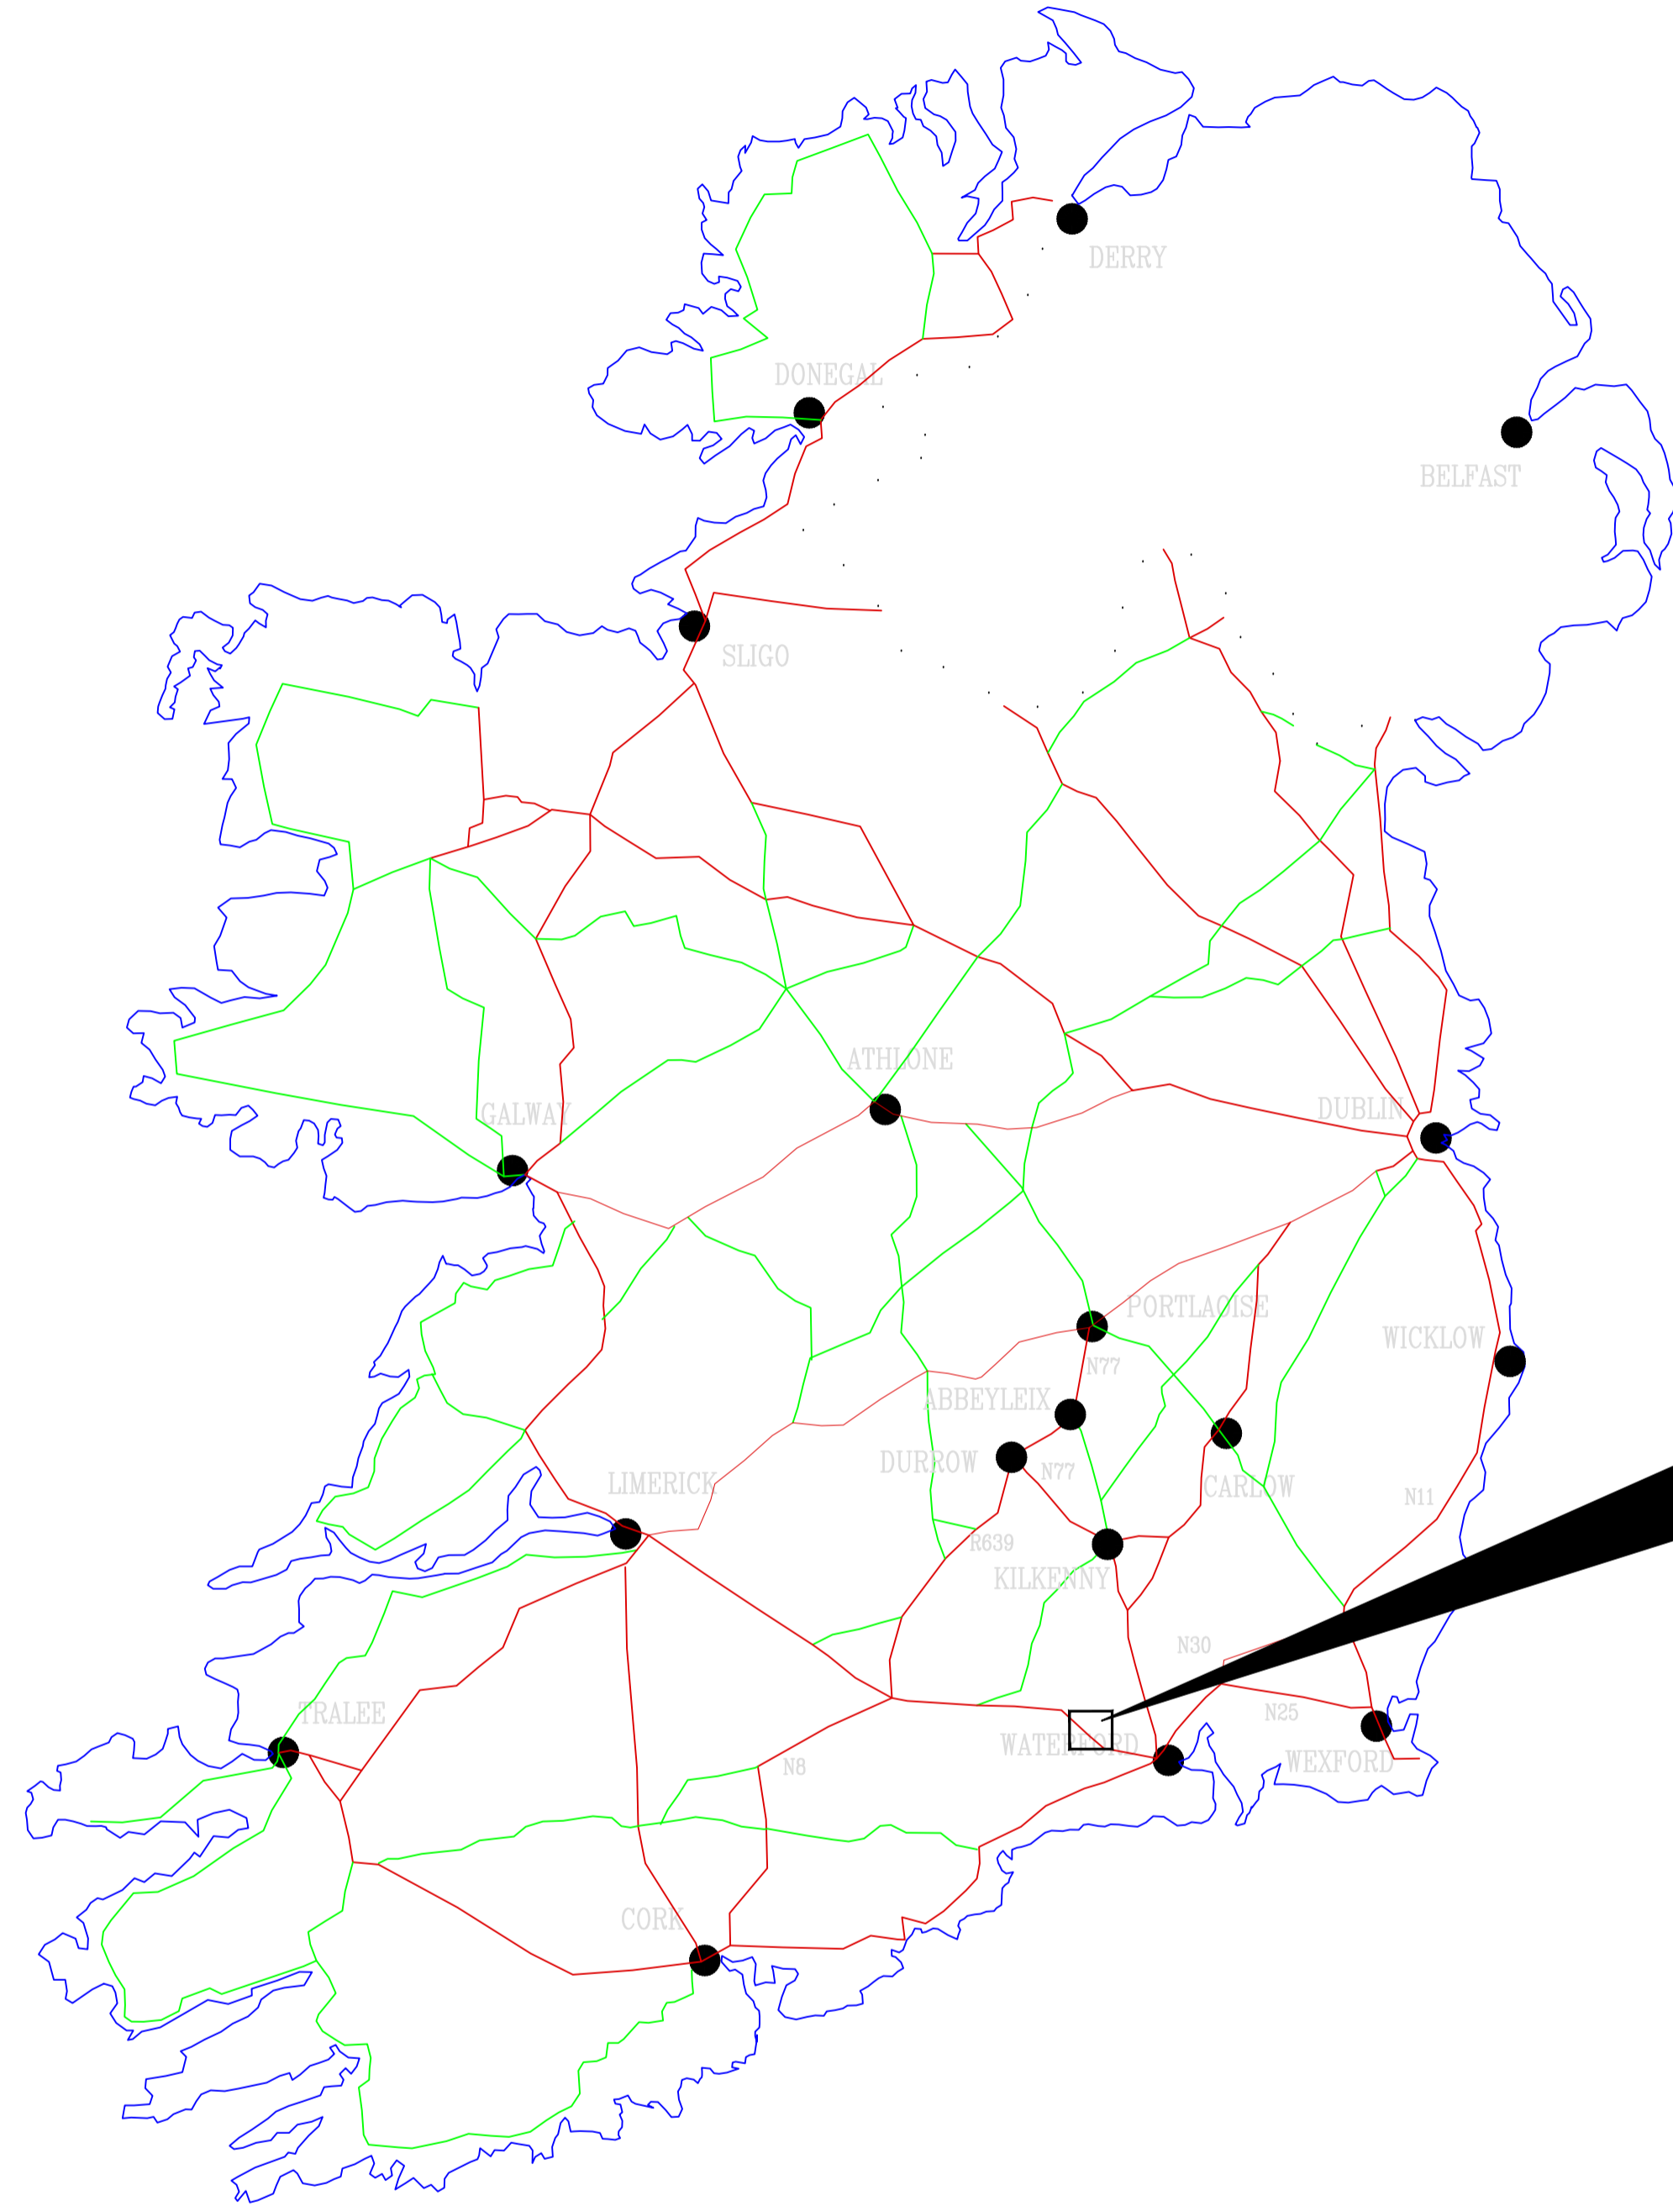 DERRY
DONEGAL
BELFAST
SLIGO
ATHLONE
GALWAY
DUBLIN
PORTLAOISE
WICKLOW
N77
ABBEYLEIX
DURROW
N77
LIMERICK
CARLOW
N11
R639
KILKENNY
N30
TRALEE
N25
WATERFORD
WEXFORD
N8
CORK